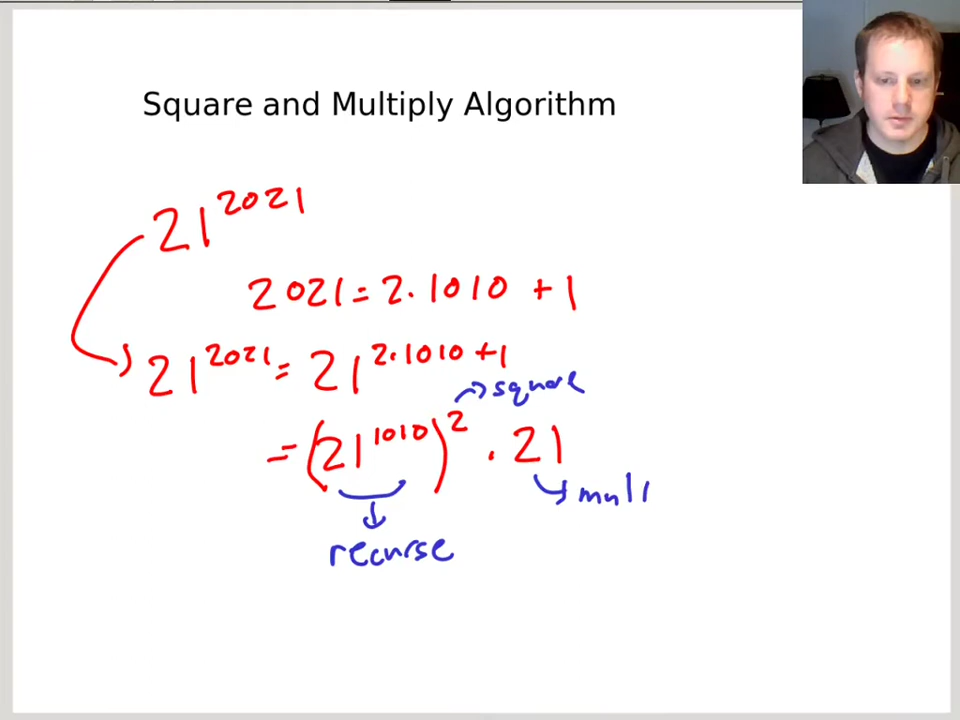 Square and Multiply Algorithm
21^2021
2021 = 2·1010 + 1
21^2021 = 21^(2·1010 + 1)
→ square
= (21^1010)^2 · 21
→ mult
recurse